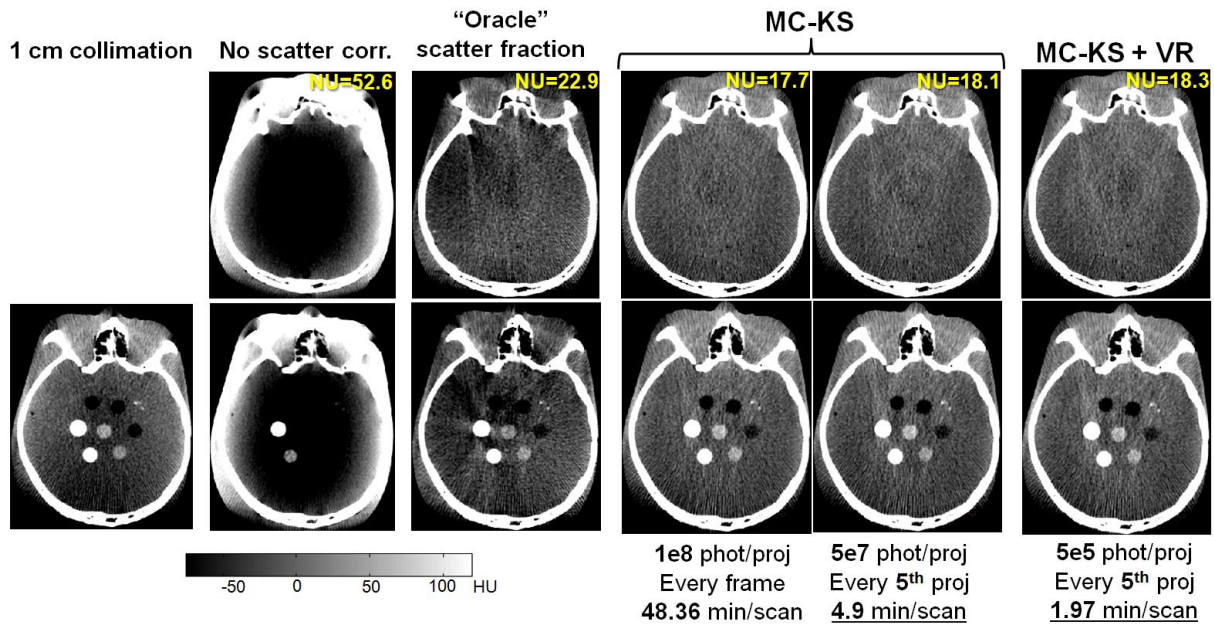 1 cm collimation
No scatter corr.
“Oracle”
scatter fraction
MC-KS
MC-KS + VR
NU=52.6
NU=22.9
NU=17.7
NU=18.1
NU=18.3
-50
0
50
100
HU
1e8 phot/proj
Every frame
48.36 min/scan
5e7 phot/proj
Every 5th proj
4.9 min/scan
5e5 phot/proj
Every 5th proj
1.97 min/scan